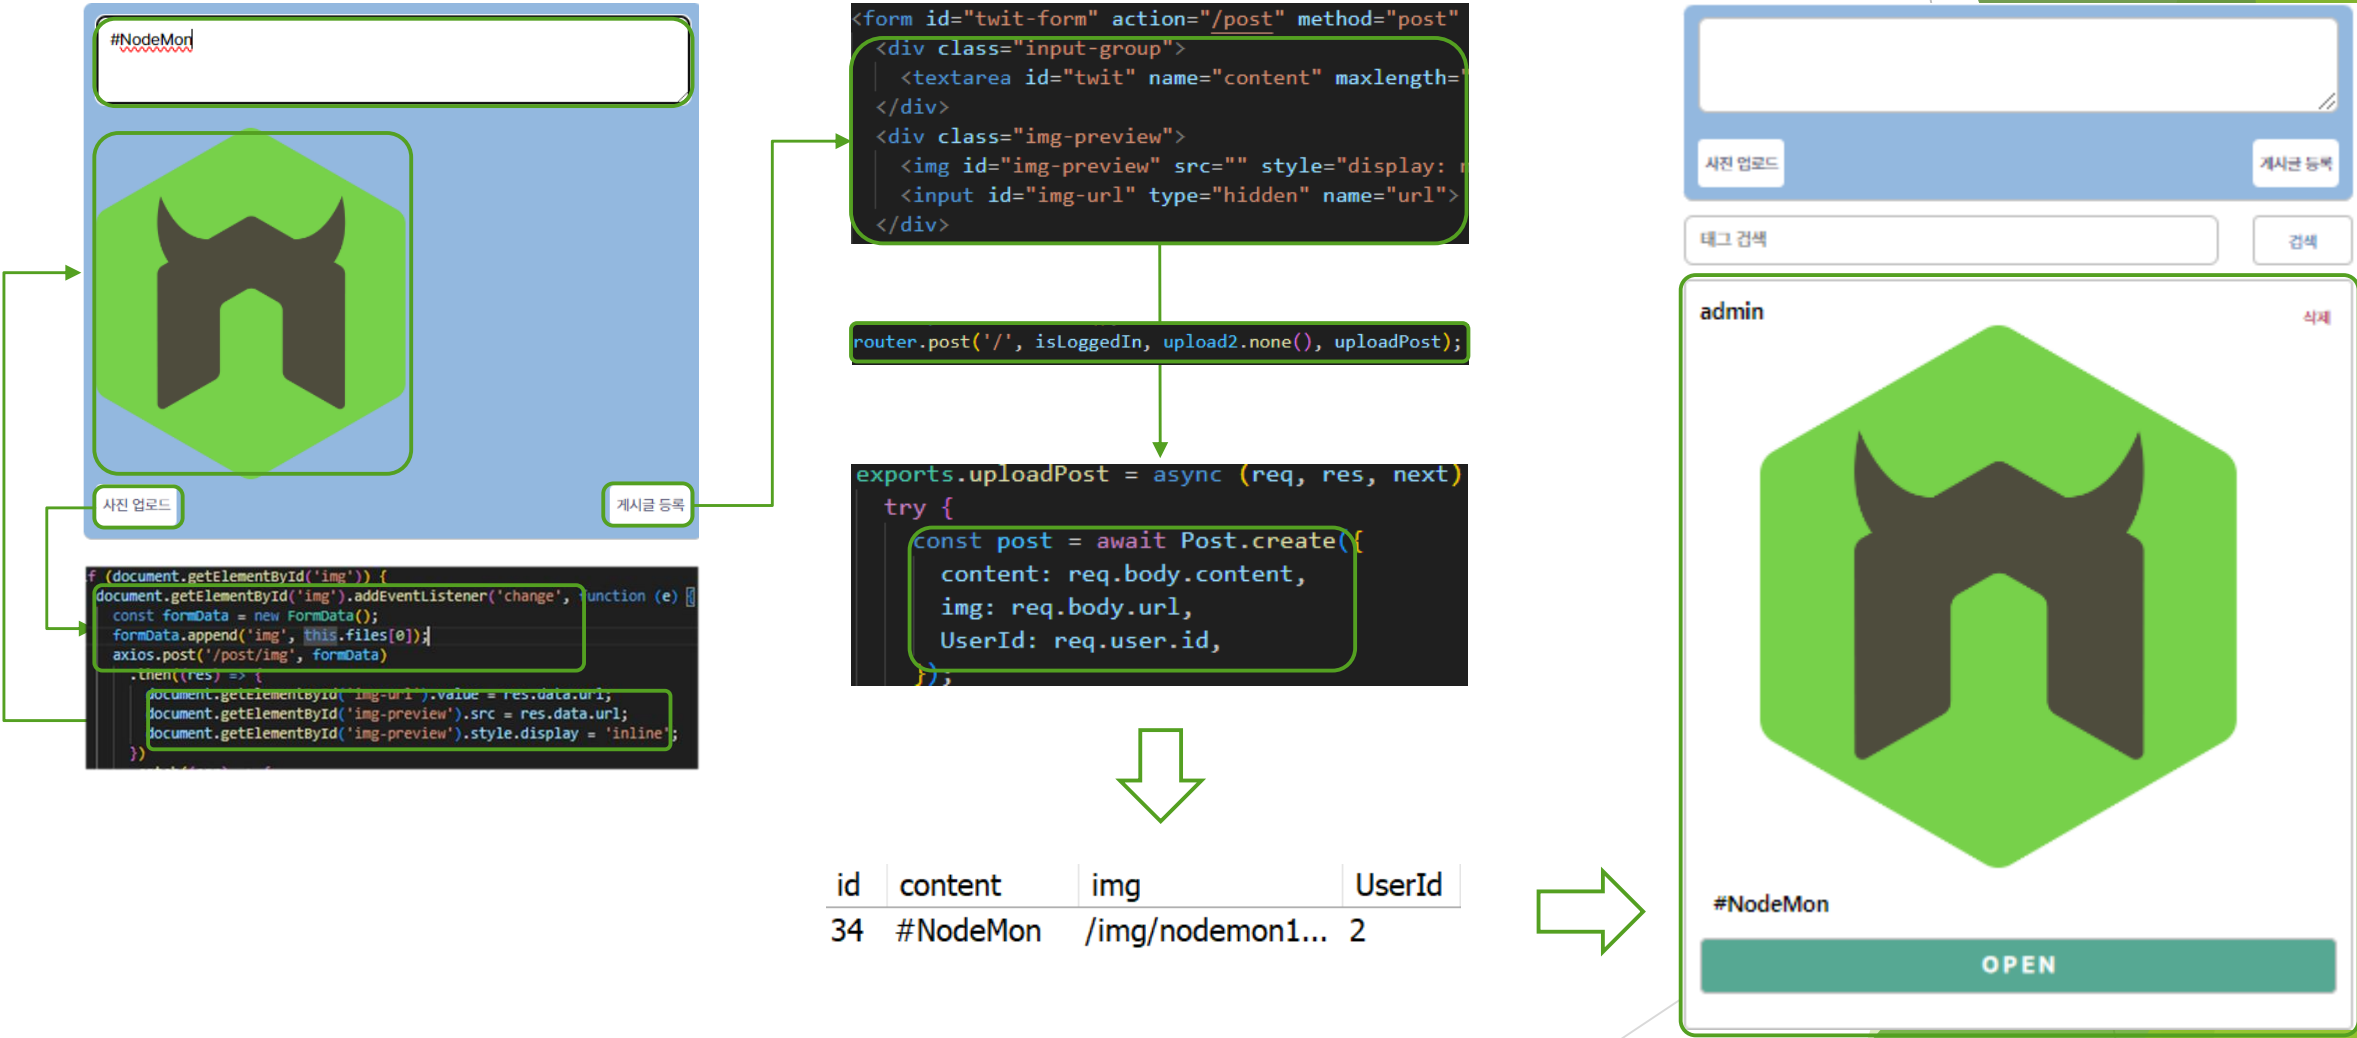 #NodeMon
사진 업로드
게시글 등록
f (document.getElementById('img')) {
document.getElementById('img').addEventListener('change', function (e) {
const formData = new FormData();
formData.append('img', this.files[0]);
axios.post('/post/img', formData)
.then((res) => {
document.getElementById('img-url').value = res.data.url;
document.getElementById('img-preview').src = res.data.url;
document.getElementById('img-preview').style.display = 'inline';
})
<form id="twit-form" action="/post" method="post"
<div class="input-group">
<textarea id="twit" name="content" maxlength="
</div>
<div class="img-preview">
<img id="img-preview" src="" style="display: n
<input id="img-url" type="hidden" name="url">
</div>
router.post('/', isLoggedIn, upload2.none(), uploadPost);
exports.uploadPost = async (req, res, next)
try {
const post = await Post.create({
content: req.body.content,
img: req.body.url,
UserId: req.user.id,
});
id content img UserId
34 #NodeMon /img/nodemon1... 2
사진 업로드
게시글 등록
태그 검색
검색
admin
삭제
#NodeMon
OPEN